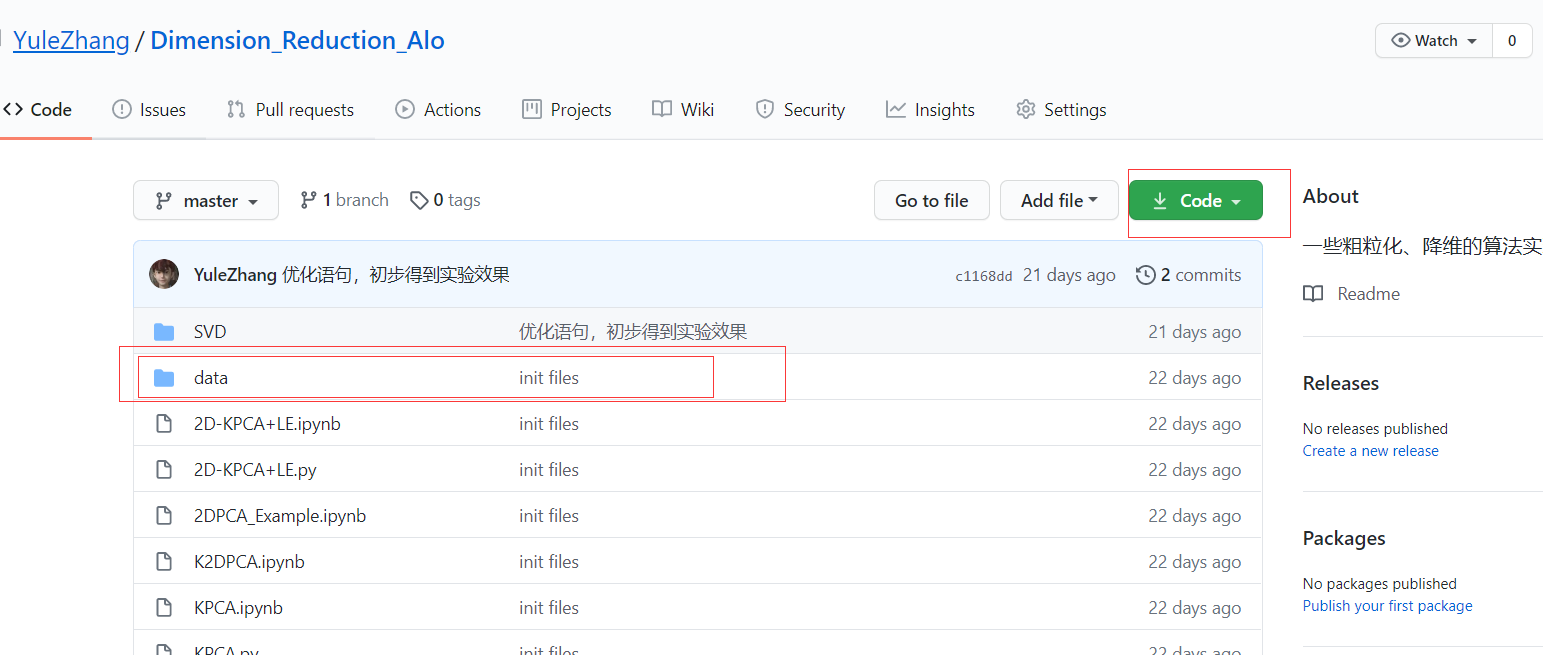 YuleZhang / Dimension_Reduction_Alo
Watch 0
Code Issues Pull requests Actions Projects Wiki Security Insights Settings
master 1 branch 0 tags Go to file Add file Code
YuleZhang 优化语句，初步得到实验效果 c1168dd 21 days ago 2 commits
SVD 优化语句，初步得到实验效果 21 days ago
data init files 22 days ago
2D-KPCA+LE.ipynb init files 22 days ago
2D-KPCA+LE.py init files 22 days ago
2DPCA_Example.ipynb init files 22 days ago
K2DPCA.ipynb init files 22 days ago
KPCA.ipynb init files 22 days ago
KPCA.py init files 22 days ago
About
一些粗粒化、降维的算法实
Readme
Releases
No releases published
Create a new release
Packages
No packages published
Publish your first package